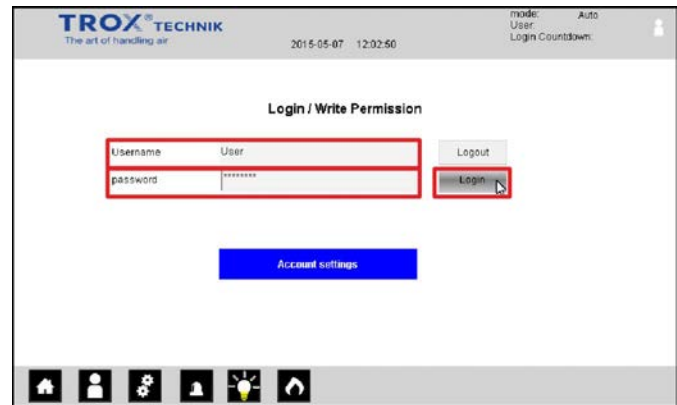 TROX® TECHNIK
The art of handling air
2015-05-07 12:02:50
mode: Auto
User:
Login Countdown:
Login / Write Permission
Username User Logout
password ******** Login
Account settings